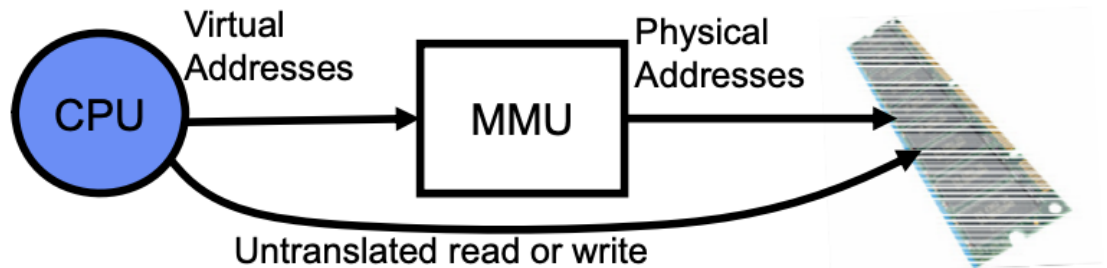 Virtual
Addresses
CPU
MMU
Physical
Addresses
Untranslated read or write